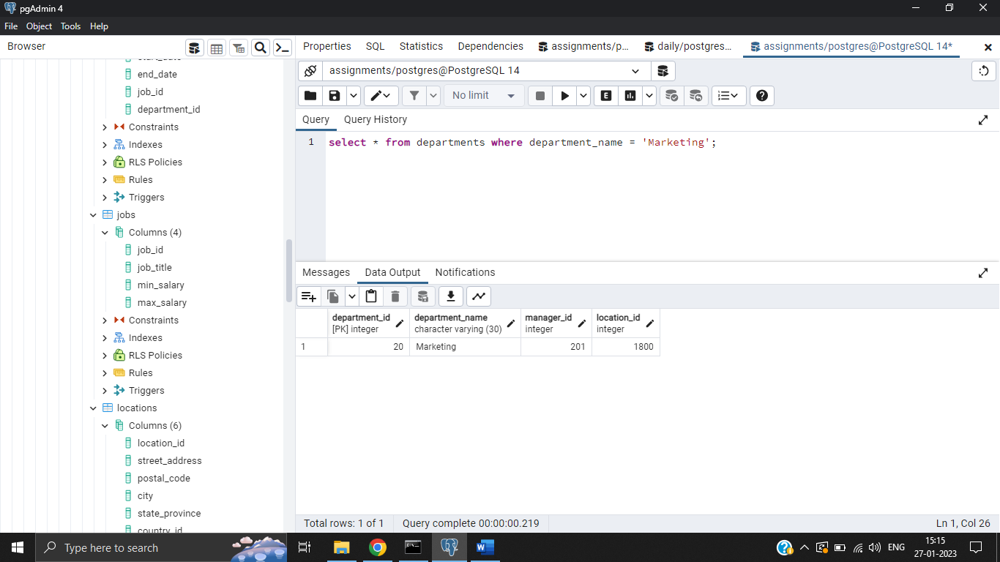 pgAdmin 4
File Object Tools Help
Browser
Properties SQL Statistics Dependencies assignments/p... daily/postgres... assignments/postgres@PostgreSQL 14*
start_date
end_date
job_id
department_id
Constraints
Indexes
RLS Policies
Rules
Triggers
jobs
Columns (4)
job_id
job_title
min_salary
max_salary
Constraints
Indexes
RLS Policies
Rules
Triggers
locations
Columns (6)
location_id
street_address
postal_code
city
state_province
country_id
assignments/postgres@PostgreSQL 14
No limit
E
Query Query History
1 select * from departments where department_name = 'Marketing';
Messages Data Output Notifications
department_id department_name manager_id location_id
[PK] integer character varying (30) integer integer
1 20 Marketing 201 1800
Total rows: 1 of 1 Query complete 00:00:00.219 Ln 1, Col 26
Type here to search
ENG
15:15
27-01-2023